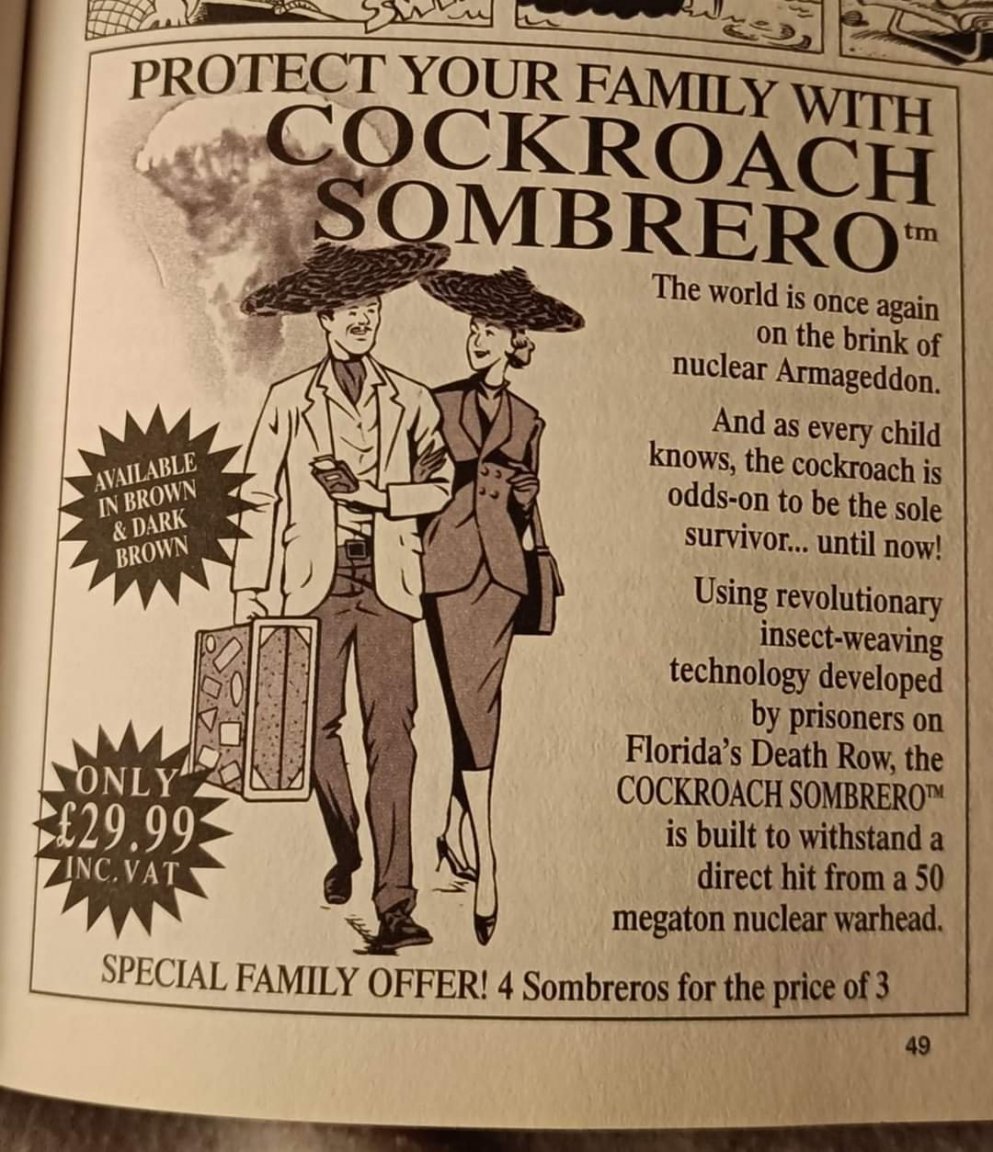 PROTECT YOUR FAMILY WITH
COCKROACH
SOMBRERO™
The world is once again
on the brink of
nuclear Armageddon.
And as every child
knows, the cockroach is
odds-on to be the sole
survivor... until now!
Using revolutionary
insect-weaving
technology developed
by prisoners on
Florida's Death Row, the
COCKROACH SOMBRERO™
is built to withstand a
direct hit from a 50
megaton nuclear warhead.
AVAILABLE
IN BROWN
& DARK
BROWN
ONLY
£29.99
INC. VAT
SPECIAL FAMILY OFFER! 4 Sombreros for the price of 3
49